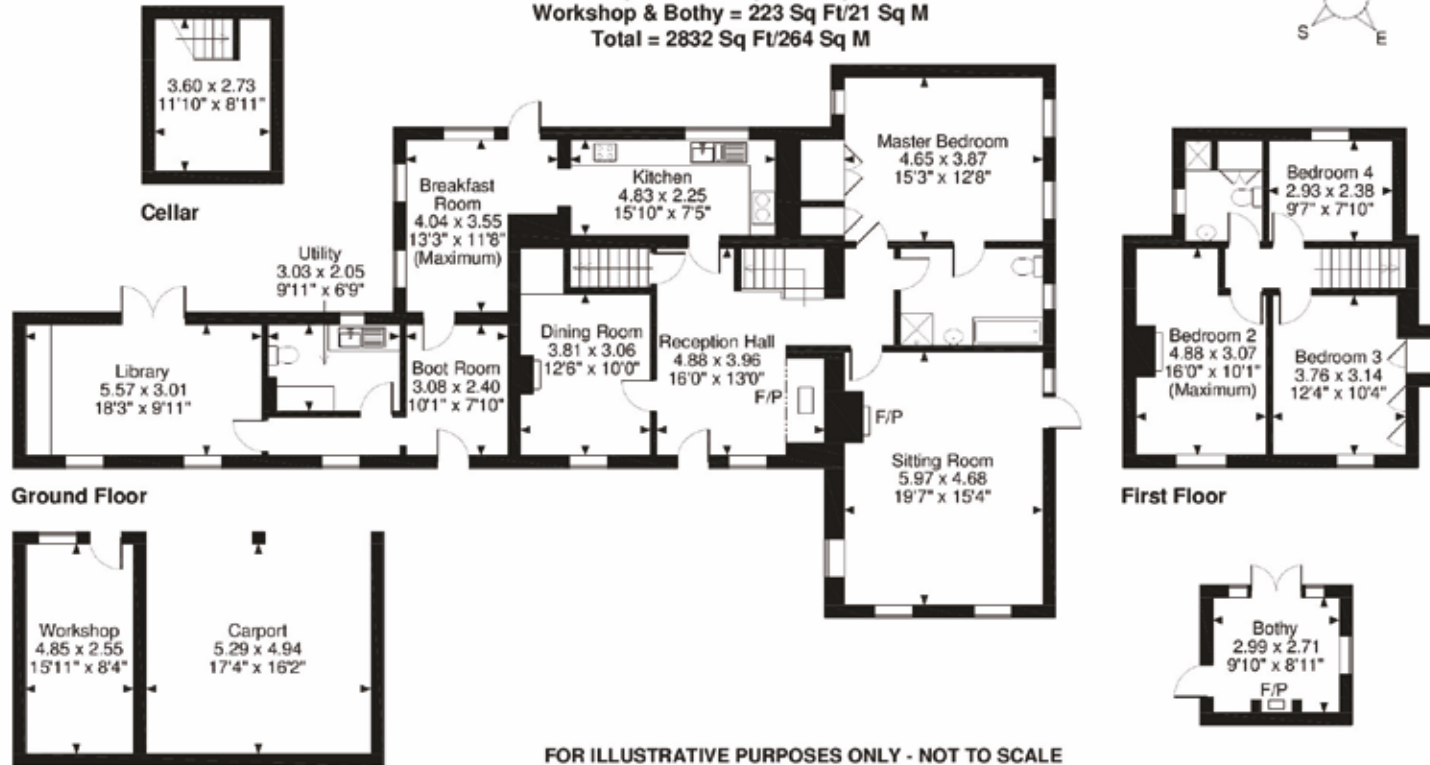 Workshop & Bothy = 223 Sq Ft/21 Sq M
Total = 2832 Sq Ft/264 Sq M
S
E
3.60 x 2.73
11'10" x 8'11"
Cellar
Breakfast
Room
4.04 x 3.55
13'3" x 11'8"
(Maximum)
Kitchen
4.83 x 2.25
15'10" x 7'5"
Master Bedroom
4.65 x 3.87
15'3" x 12'8"
Bedroom 4
2.93 x 2.38
9'7" x 7'10"
Utility
3.03 x 2.05
9'11" x 6'9"
Library
5.57 x 3.01
18'3" x 9'11"
Boot Room
3.08 x 2.40
10'1" x 7'10"
Dining Room
3.81 x 3.06
12'6" x 10'0"
Reception Hall
4.88 x 3.96
16'0" x 13'0"
F/P
F/P
Sitting Room
5.97 x 4.68
19'7" x 15'4"
Bedroom 2
4.88 x 3.07
16'0" x 10'1"
(Maximum)
Bedroom 3
3.76 x 3.14
12'4" x 10'4"
Ground Floor
First Floor
Workshop
4.85 x 2.55
15'11" x 8'4"
Carport
5.29 x 4.94
17'4" x 16'2"
Bothy
2.99 x 2.71
9'10" x 8'11"
F/P
FOR ILLUSTRATIVE PURPOSES ONLY - NOT TO SCALE